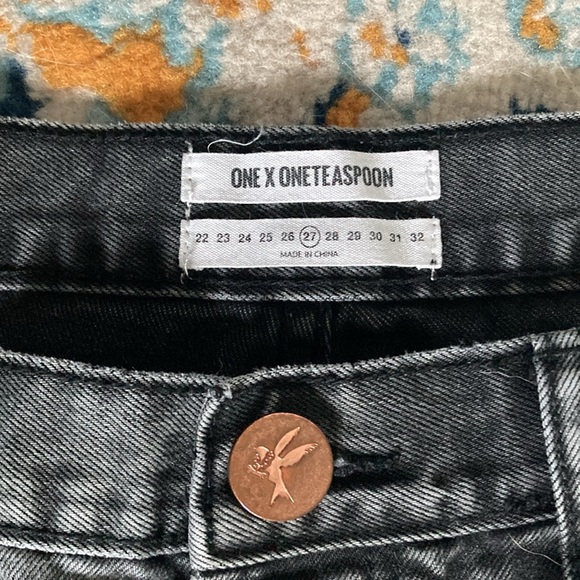 ONE X ONETEASPOON
22 23 24 25 26 27 28 29 30 31 32
MADE IN CHINA